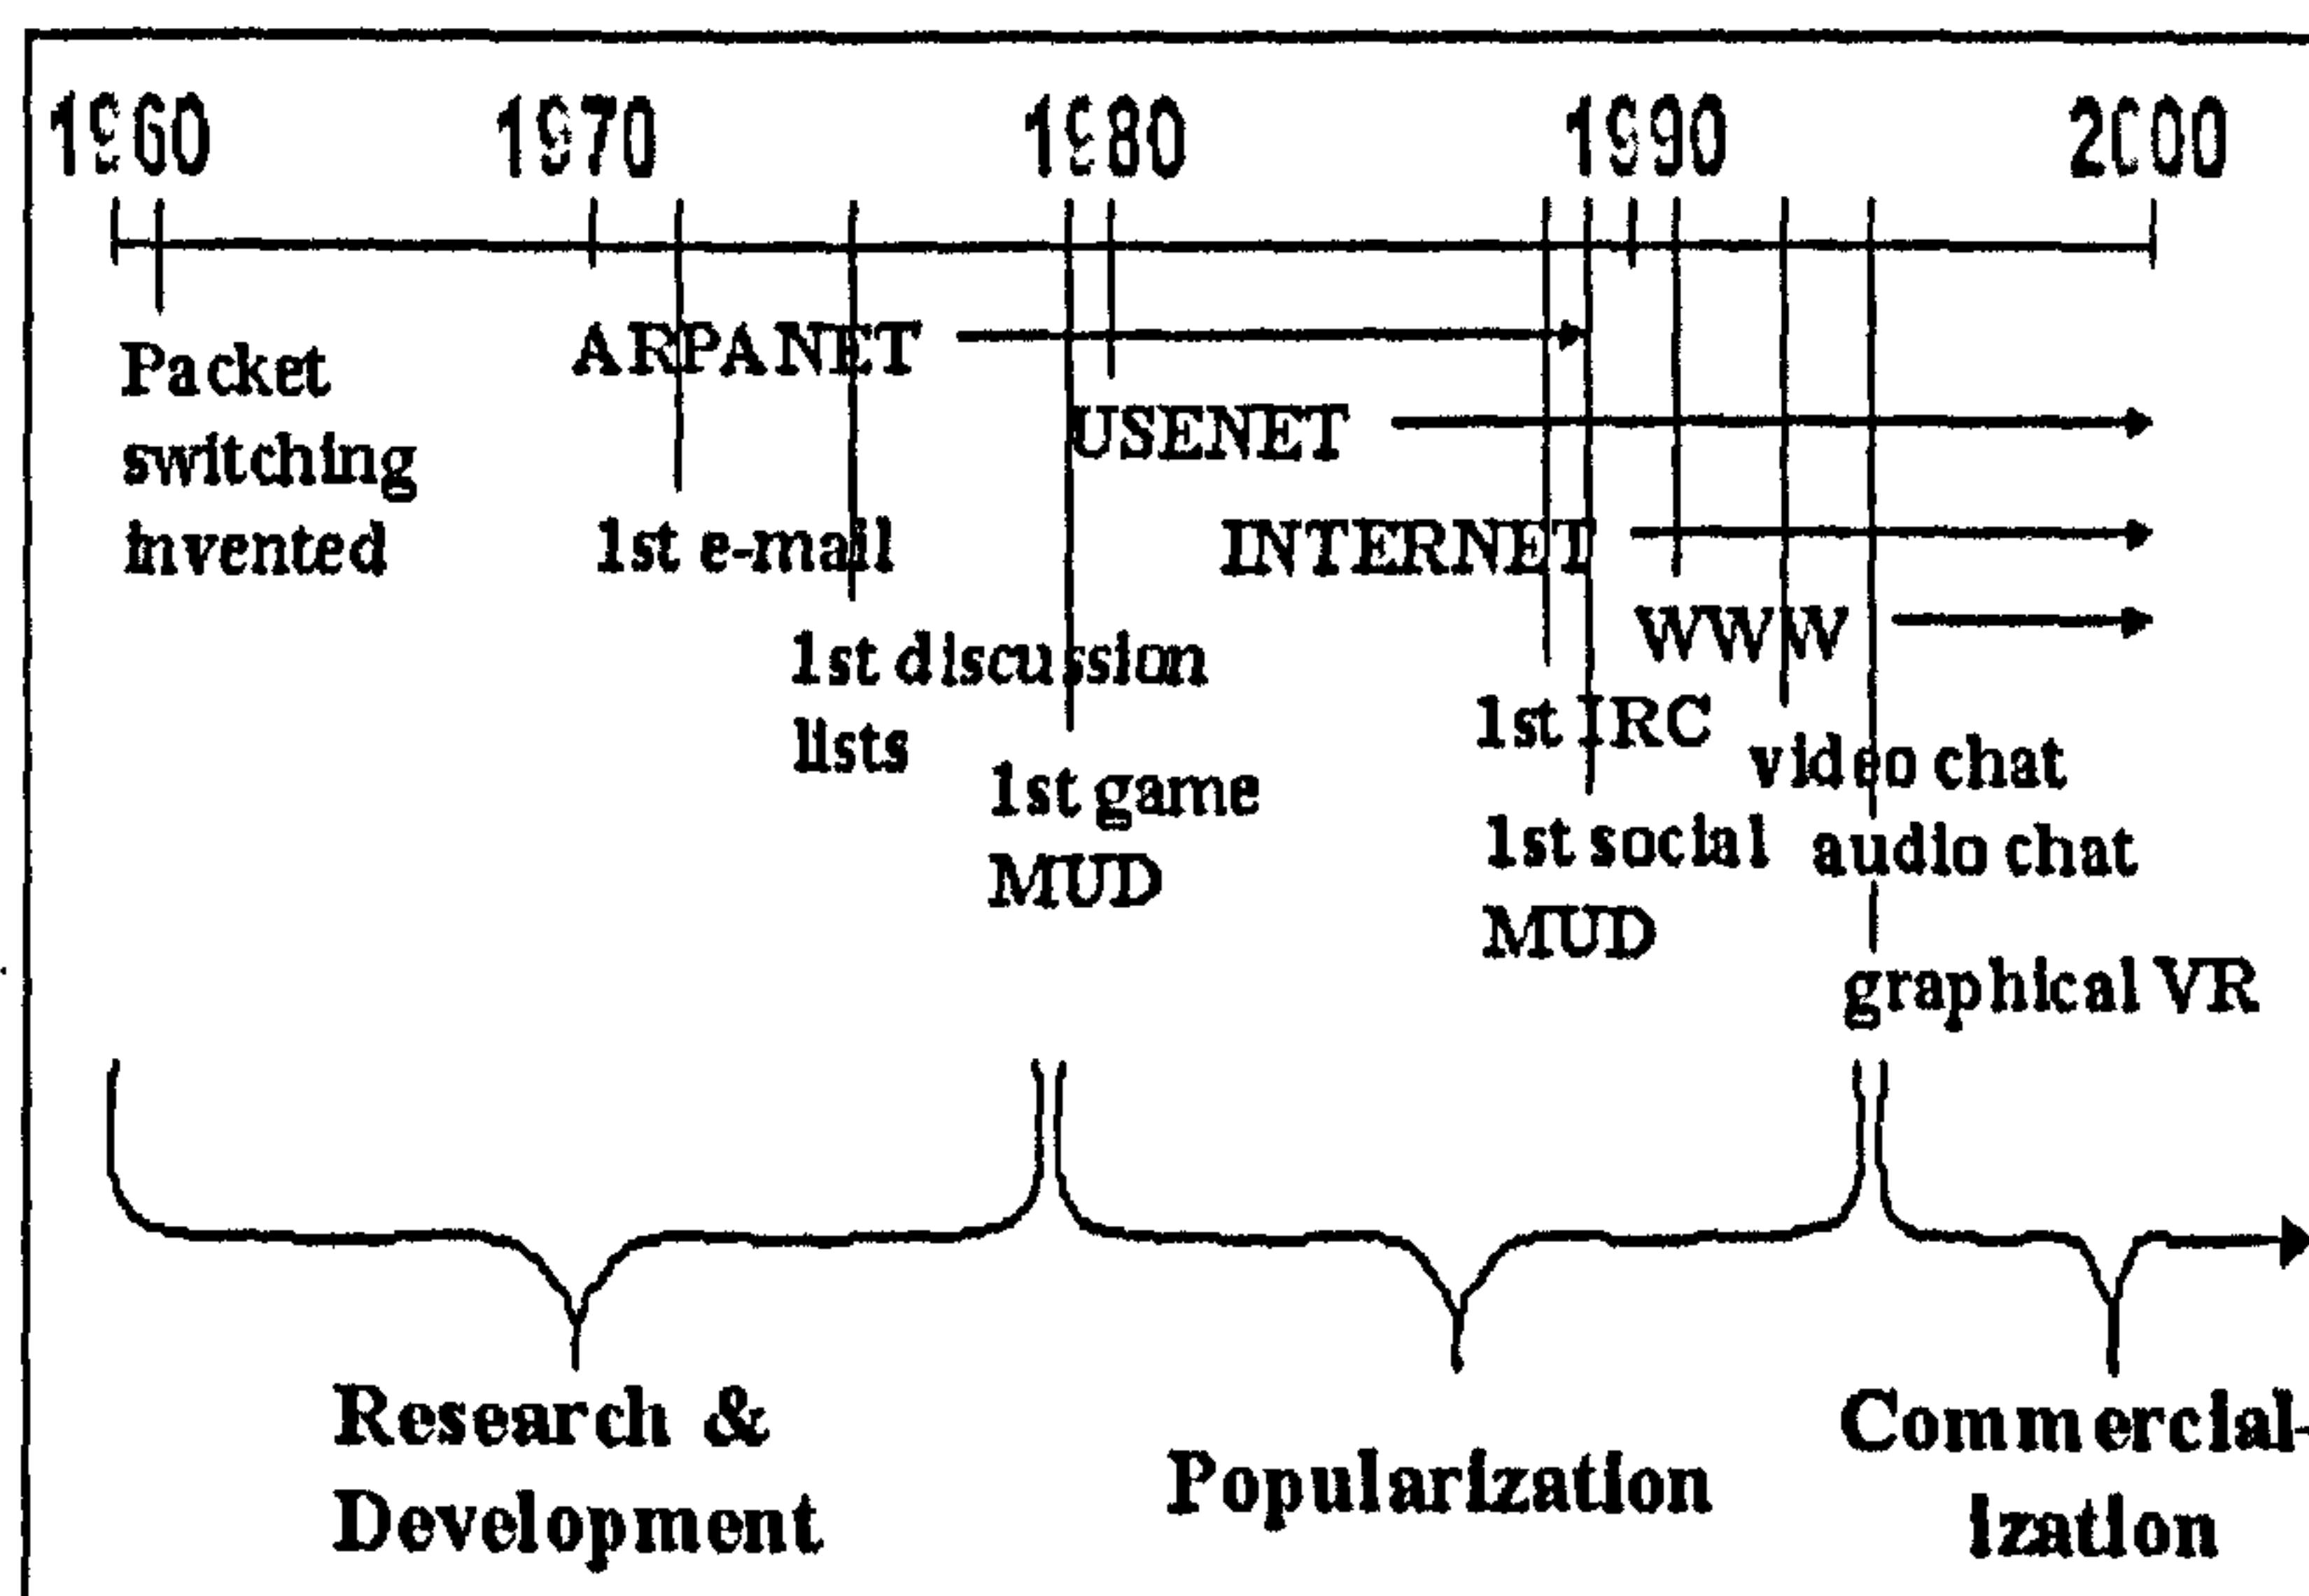 1960 1970 1980 1990 2000
Packet
switching
invented
ARPANET
USENET
1st e-mail
INTERNET
1st discussion
lists
WWW
1st IRC
1st game
MUD
video chat
1st social
MUD
audio chat
graphical VR
Research &
Development
Popularization
Commercial-
ization